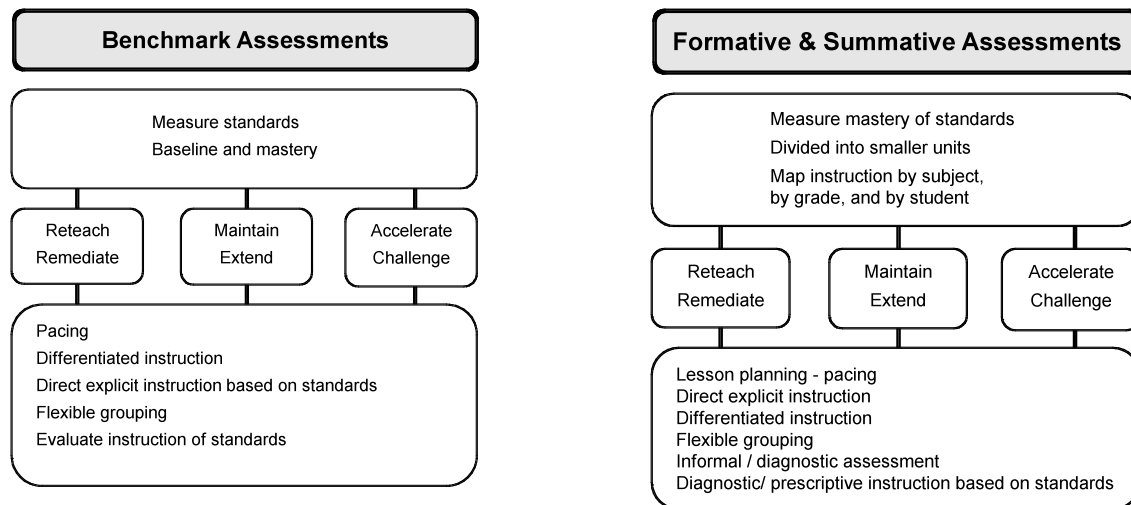 Benchmark Assessments
Measure standards
Baseline and mastery
Reteach
Remediate
Maintain
Extend
Accelerate
Challenge
Pacing
Differentiated instruction
Direct explicit instruction based on standards
Flexible grouping
Evaluate instruction of standards
Formative & Summative Assessments
Measure mastery of standards
Divided into smaller units
Map instruction by subject,
by grade, and by student
Reteach
Remediate
Maintain
Extend
Accelerate
Challenge
Lesson planning - pacing
Direct explicit instruction
Differentiated instruction
Flexible grouping
Informal / diagnostic assessment
Diagnostic/ prescriptive instruction based on standards